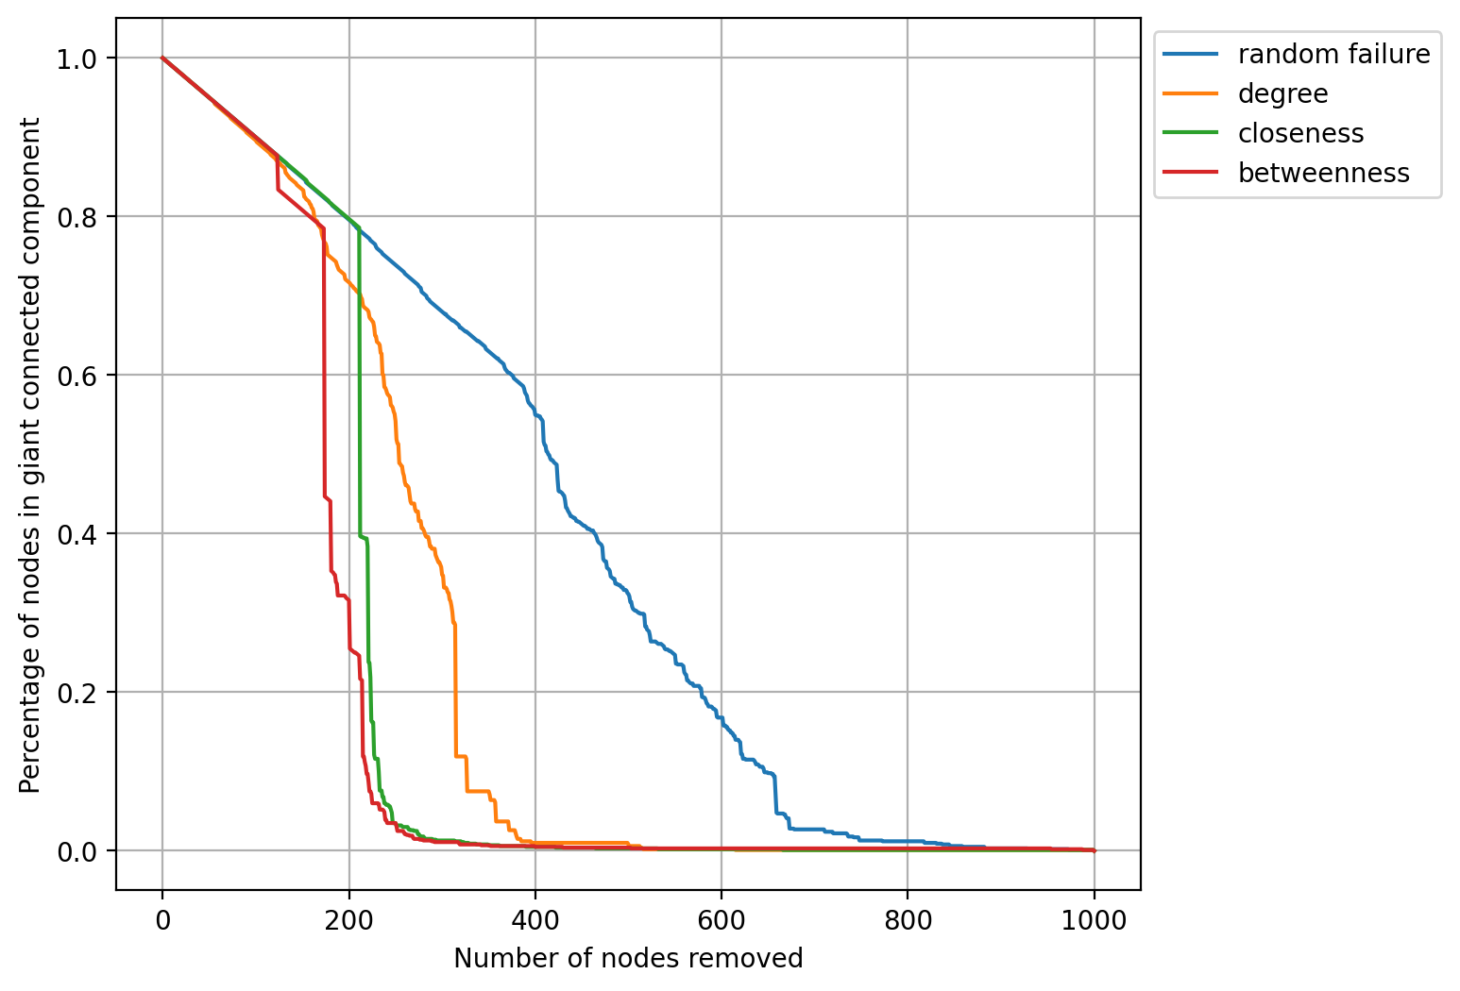 Percentage of nodes in giant connected component
1.0
0.8
0.6
0.4
0.2
0.0
0 200 400 600 800 1000
Number of nodes removed
random failure
degree
closeness
betweenness